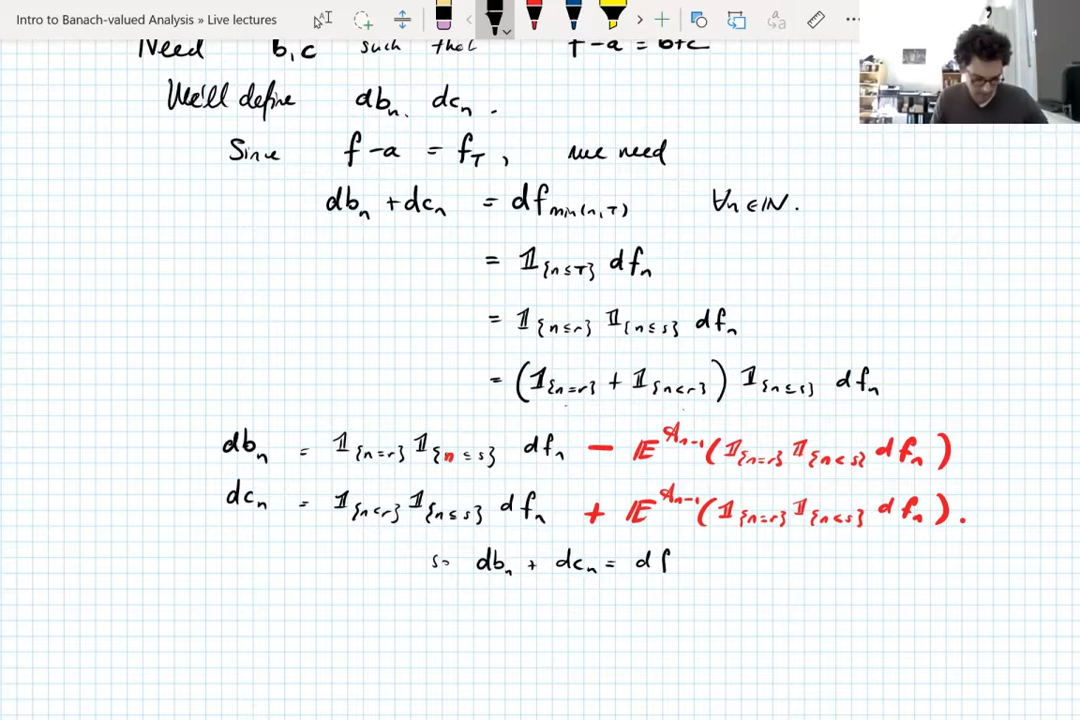 Intro to Banach-valued Analysis » Live lectures
Need b, c such that f - a = b+c
We'll define db_n, dc_n.
Since f - a = f_T, we need
db_n + dc_n = df_{min(n,T)} ∀n ∈ ℕ.
= 𝟙_{n≤T} df_n
= 𝟙_{n≤r} 𝟙_{n≤s} df_n
= (𝟙_{n=r} + 𝟙_{n<r}) 𝟙_{n≤s} df_n
db_n = 𝟙_{n=r} 𝟙_{n≤s} df_n − 𝔼^{𝒜_{n-1}}(𝟙_{n=r} 𝟙_{n≤s} df_n)
dc_n = 𝟙_{n<r} 𝟙_{n≤s} df_n + 𝔼^{𝒜_{n-1}}(𝟙_{n=r} 𝟙_{n≤s} df_n).
so db_n + dc_n = df